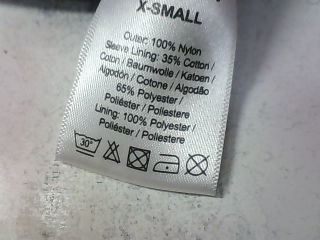 X-SMALL
Outer: 100% Nylon
Sleeve Lining: 35% Cotton /
Coton / Baumwolle / Katoen /
Algodón / Cotone / Algodão
65% Polyester /
Poliéster / Poliestere
Lining: 100% Polyester /
Poliéster / Poliestere
30°